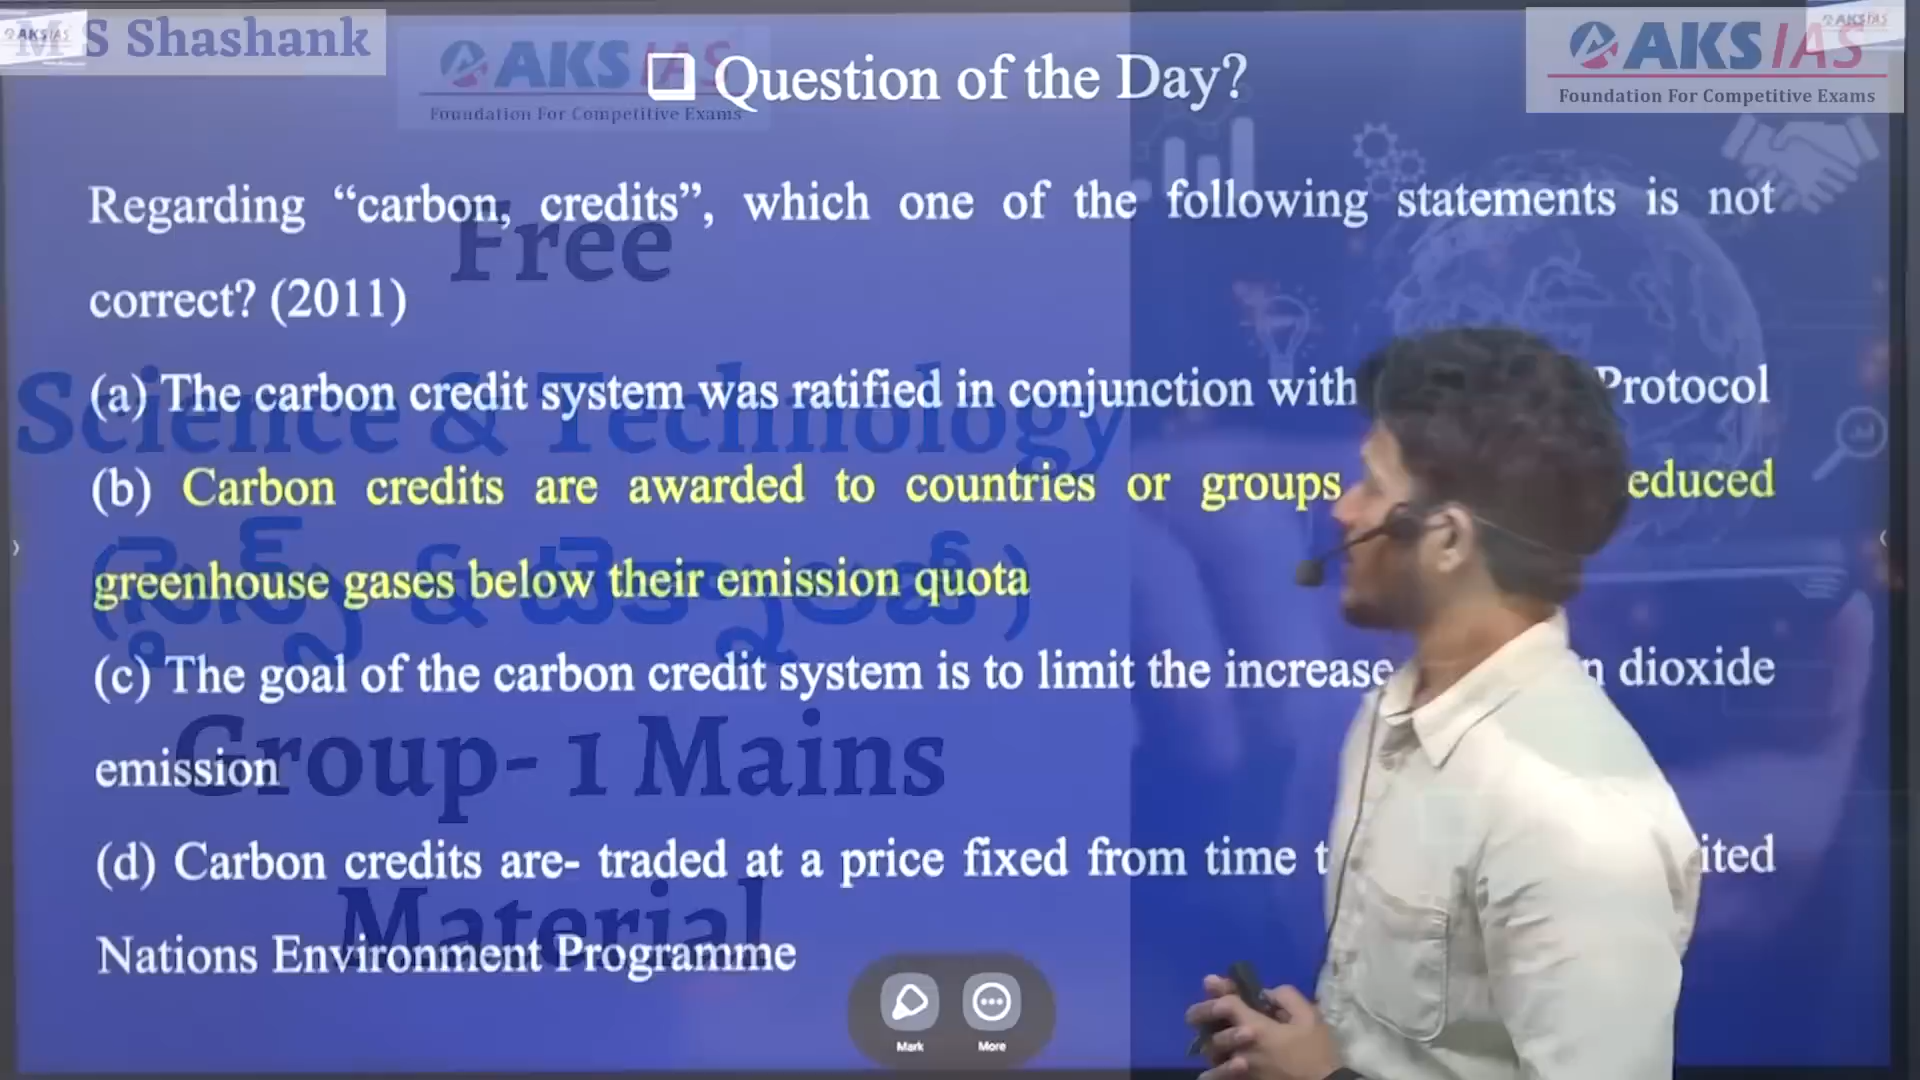 M S Shashank
AKSIAS
AKSIAS
AKS IAS
Foundation For Competitive Exams
AKS IAS
Foundation For Competitive Exams
Question of the Day?
Regarding “carbon, credits”, which one of the following statements is not
correct? (2011)
Free
(a) The carbon credit system was ratified in conjunction with Protocol
Science & Technology
(b) Carbon credits are awarded to countries or groups
greenhouse gases below their emission quota
(సైన్స్ & టెక్నాలజీ)
(c) The goal of the carbon credit system is to limit the increase dioxide
emission
Group- 1 Mains
(d) Carbon credits are- traded at a price fixed from time
Material
Nations Environment Programme
Mark
More